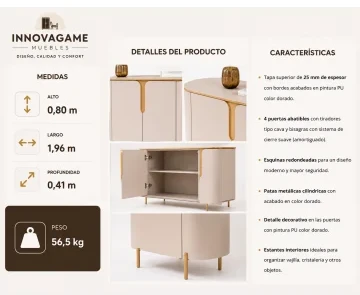 INNOVAGAME
MUEBLES
DISEÑO, CALIDAD Y CONFORT
MEDIDAS
ALTO
0,80 m
LARGO
1,96 m
PROFUNDIDAD
0,41 m
PESO
56,5 kg
DETALLES DEL PRODUCTO
CARACTERÍSTICAS
• Tapa superior de 25 mm de espesor
con bordes acabados en pintura PU
color dorado.
• 4 puertas abatibles con tiradores
tipo cava y bisagras con sistema de
cierre suave (amortiguado).
• Esquinas redondeadas para un diseño
moderno y mayor seguridad.
• Patas metálicas cilíndricas con
acabado en color dorado.
• Detalle decorativo en las puertas
con pintura PU color dorado.
• Estantes interiores ideales para
organizar vajilla, cristalería y otros
objetos.